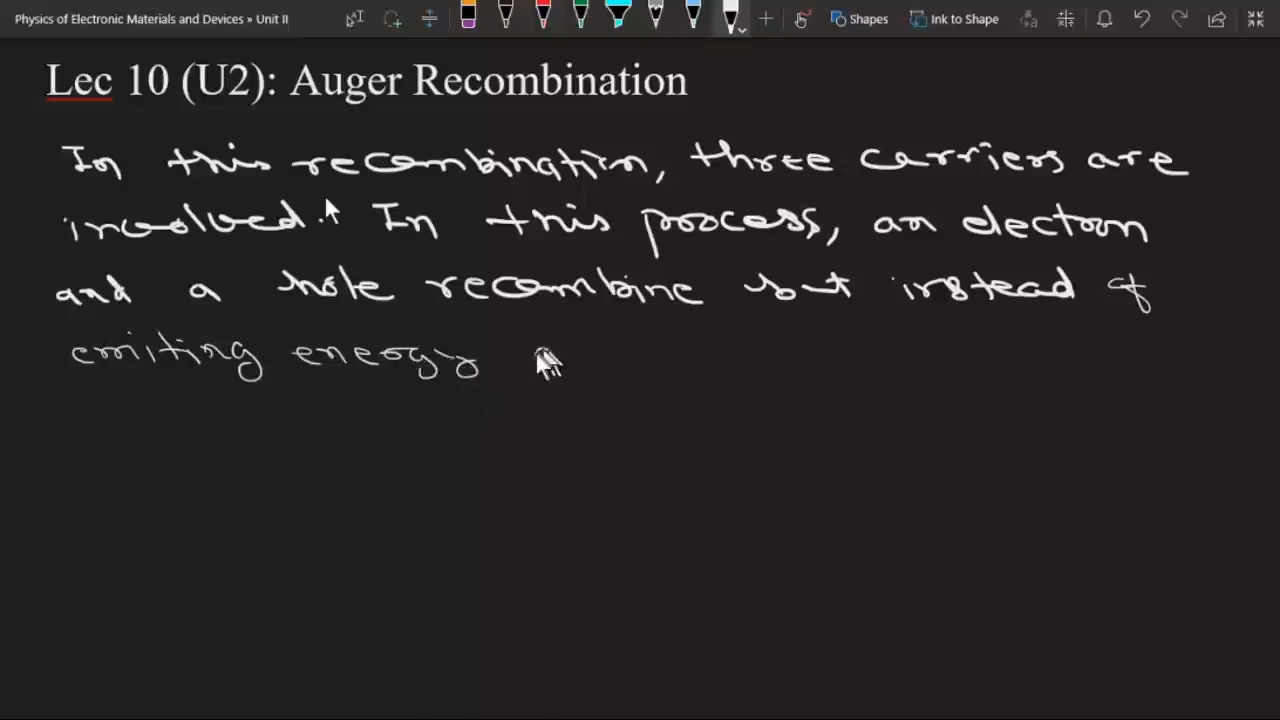 Physics of Electronic Materials and Devices » Unit II
Shapes
Ink to Shape
Lec 10 (U2): Auger Recombination
In this recombination, three carriers are
involved. In this process, an electron
and a hole recombine but instead of
emiting energy